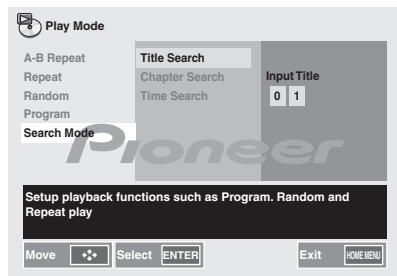 Play Mode
A-B Repeat
Repeat
Random
Program
Search Mode
Title Search
Chapter Search
Time Search
Input Title
0 1
Pioneer
Setup playback functions such as Program. Random and
Repeat play
Move Select ENTER Exit HOME MENU